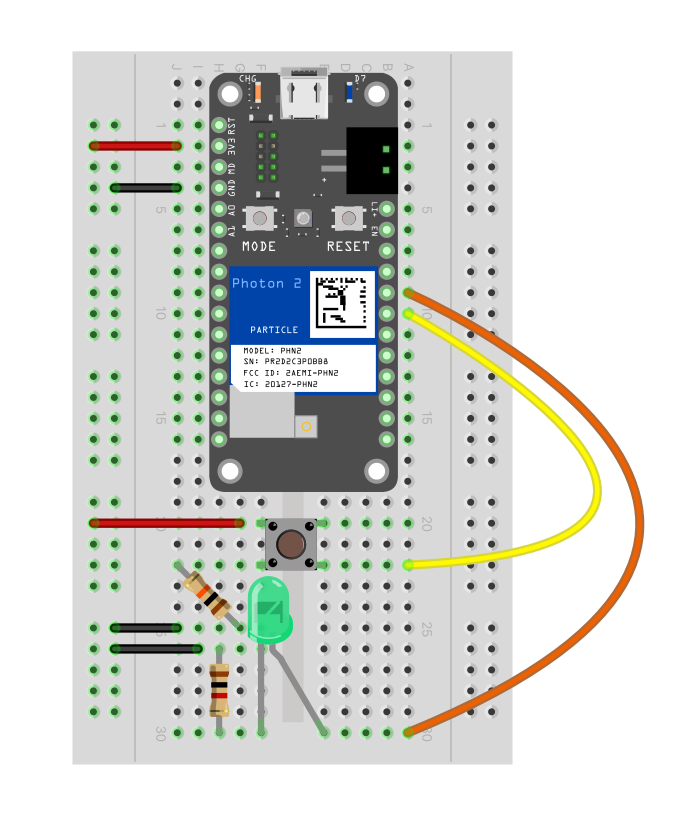 J I H G F E D C B A
CHG D7
1 1
RST
3V3
MD
GND
A0 LI+
5 5
A1 EN
MODE RESET
Photon 2
10 10
PARTICLE
MODEL: PHN2
SN: PR2D2C3POBB8
FCC ID: 2AEMI-PHN2
IC: 20127-PHN2
15 15
20 20
25 25
30 30